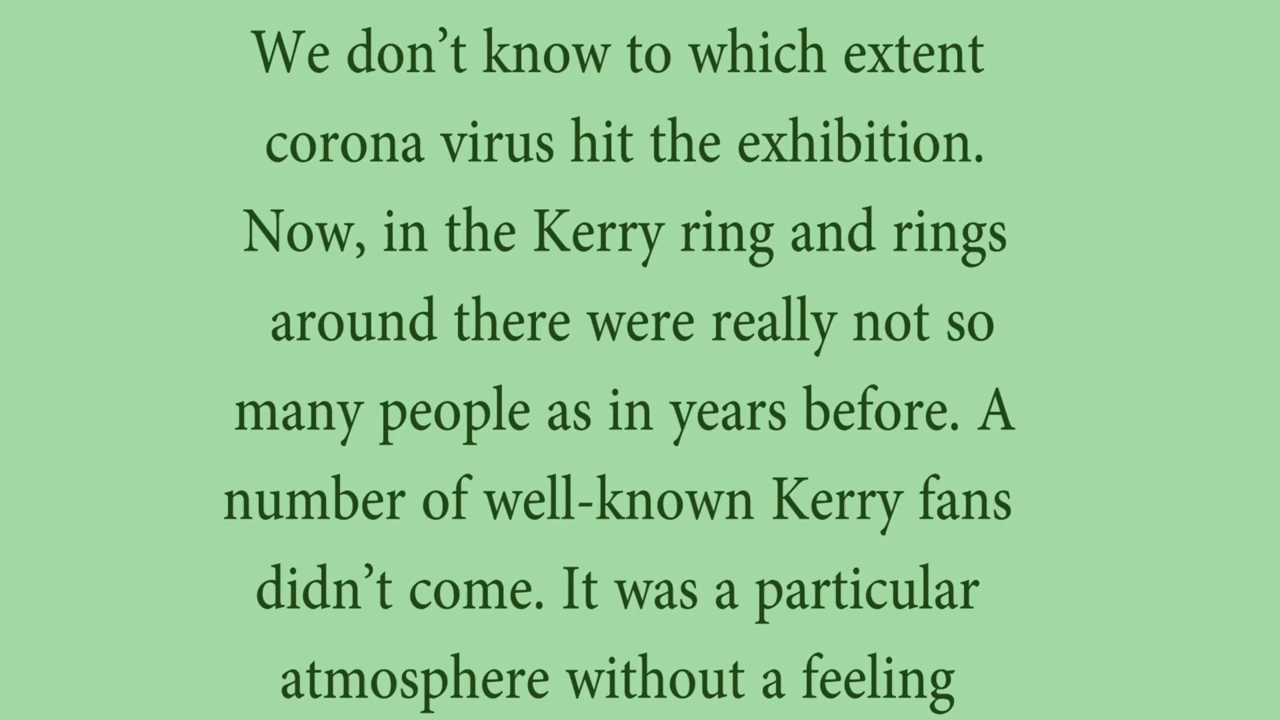 We don’t know to which extent
corona virus hit the exhibition.
Now, in the Kerry ring and rings
around there were really not so
many people as in years before. A
number of well-known Kerry fans
didn’t come. It was a particular
atmosphere without a feeling